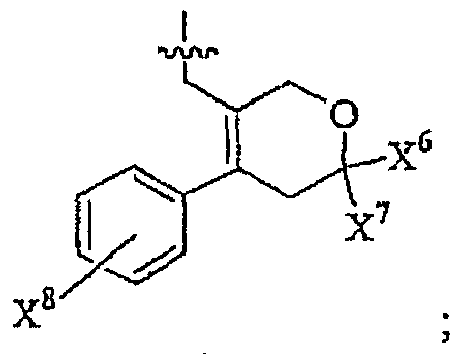 O
X⁶
X⁷
X⁸
;